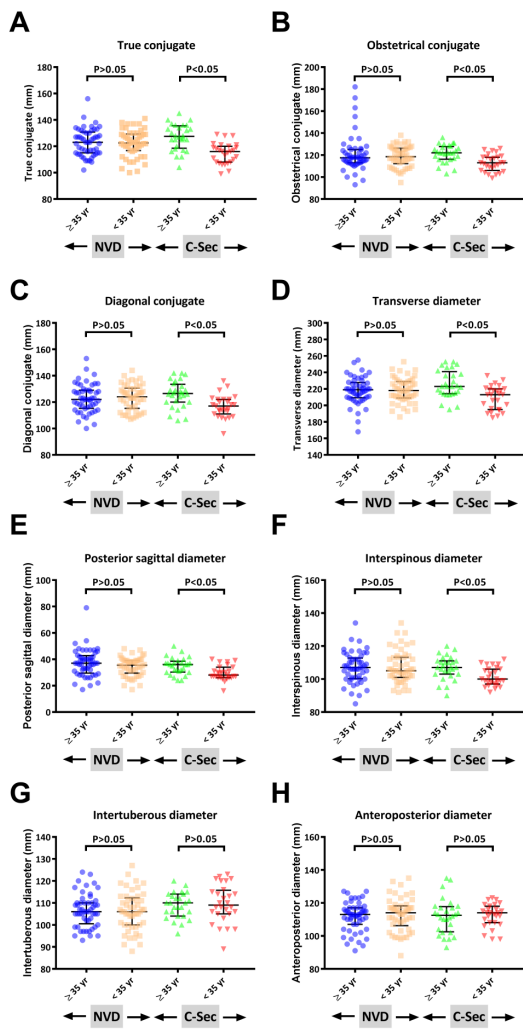 A
True conjugate
P>0.05 P<0.05
True conjugate (mm)
180
160
140
120
100
80
≥ 35 yr < 35 yr ≥ 35 yr < 35 yr
NVD C-Sec
B
Obstetrical conjugate
P>0.05 P<0.05
Obstetrical conjugate (mm)
200
180
160
140
120
100
80
≥ 35 yr < 35 yr ≥ 35 yr < 35 yr
NVD C-Sec
C
Diagonal conjugate
P>0.05 P<0.05
Diagonal conjugate (mm)
180
160
140
120
100
80
≥ 35 yr < 35 yr ≥ 35 yr < 35 yr
NVD C-Sec
D
Transverse diameter
P>0.05 P<0.05
Transverse diameter (mm)
300
280
260
240
220
200
180
160
140
≥ 35 yr < 35 yr ≥ 35 yr < 35 yr
NVD C-Sec
E
Posterior sagittal diameter
P>0.05 P<0.05
Posterior sagittal diameter (mm)
100
80
60
40
20
0
≥ 35 yr < 35 yr ≥ 35 yr < 35 yr
NVD C-Sec
F
Interspinous diameter
P>0.05 P<0.05
Interspinous diameter (mm)
160
140
120
100
80
≥ 35 yr < 35 yr ≥ 35 yr < 35 yr
NVD C-Sec
G
Intertuberous diameter
P>0.05 P>0.05
Intertuberous diameter (mm)
140
130
120
110
100
90
80
≥ 35 yr < 35 yr ≥ 35 yr < 35 yr
NVD C-Sec
H
Anteroposterior diameter
P>0.05 P>0.05
Anteroposterior diameter (mm)
160
140
120
100
80
≥ 35 yr < 35 yr ≥ 35 yr < 35 yr
NVD C-Sec